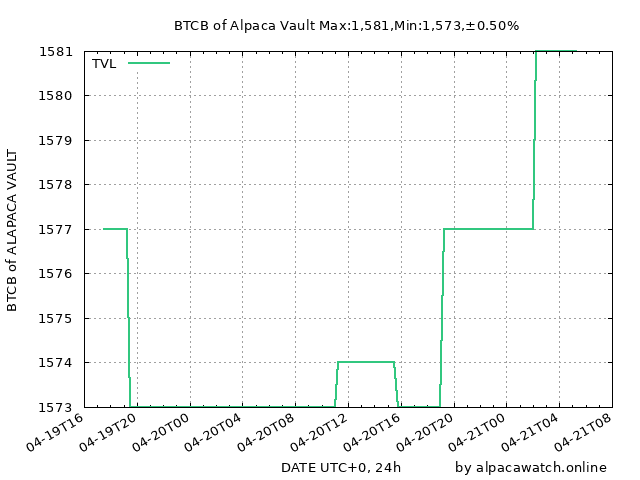 BTCB of Alpaca Vault Max:1,581,Min:1,573,±0.50%
TVL
BTCB of ALAPACA VAULT
1581
1580
1579
1578
1577
1576
1575
1574
1573
04-19T16
04-19T20
04-20T00
04-20T04
04-20T08
04-20T12
04-20T16
04-20T20
04-21T00
04-21T04
04-21T08
DATE UTC+0, 24h
by alpacawatch.online